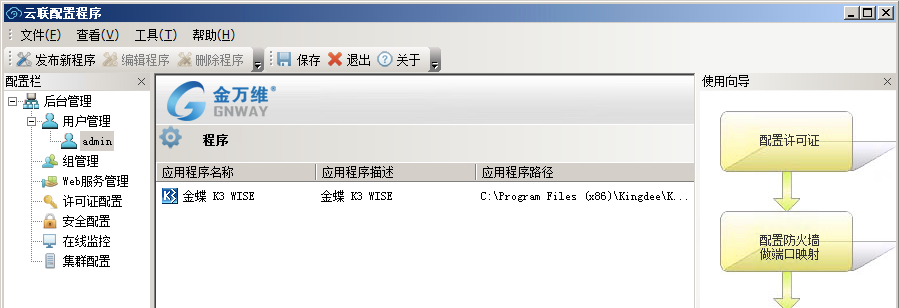 云联配置程序
文件(F) 查看(V) 工具(T) 帮助(H)
发布新程序 编辑程序 删除程序 保存 退出 关于
配置栏
后台管理
用户管理
admin
组管理
Web服务管理
许可证配置
安全配置
在线监控
集群配置
金万维®
GNWAY
程序
应用程序名称 应用程序描述 应用程序路径
K3 金蝶 K3 WISE 金蝶 K3 WISE C:\Program Files (x86)\Kingdee\K...
使用向导
配置许可证
配置防火墙
做端口映射